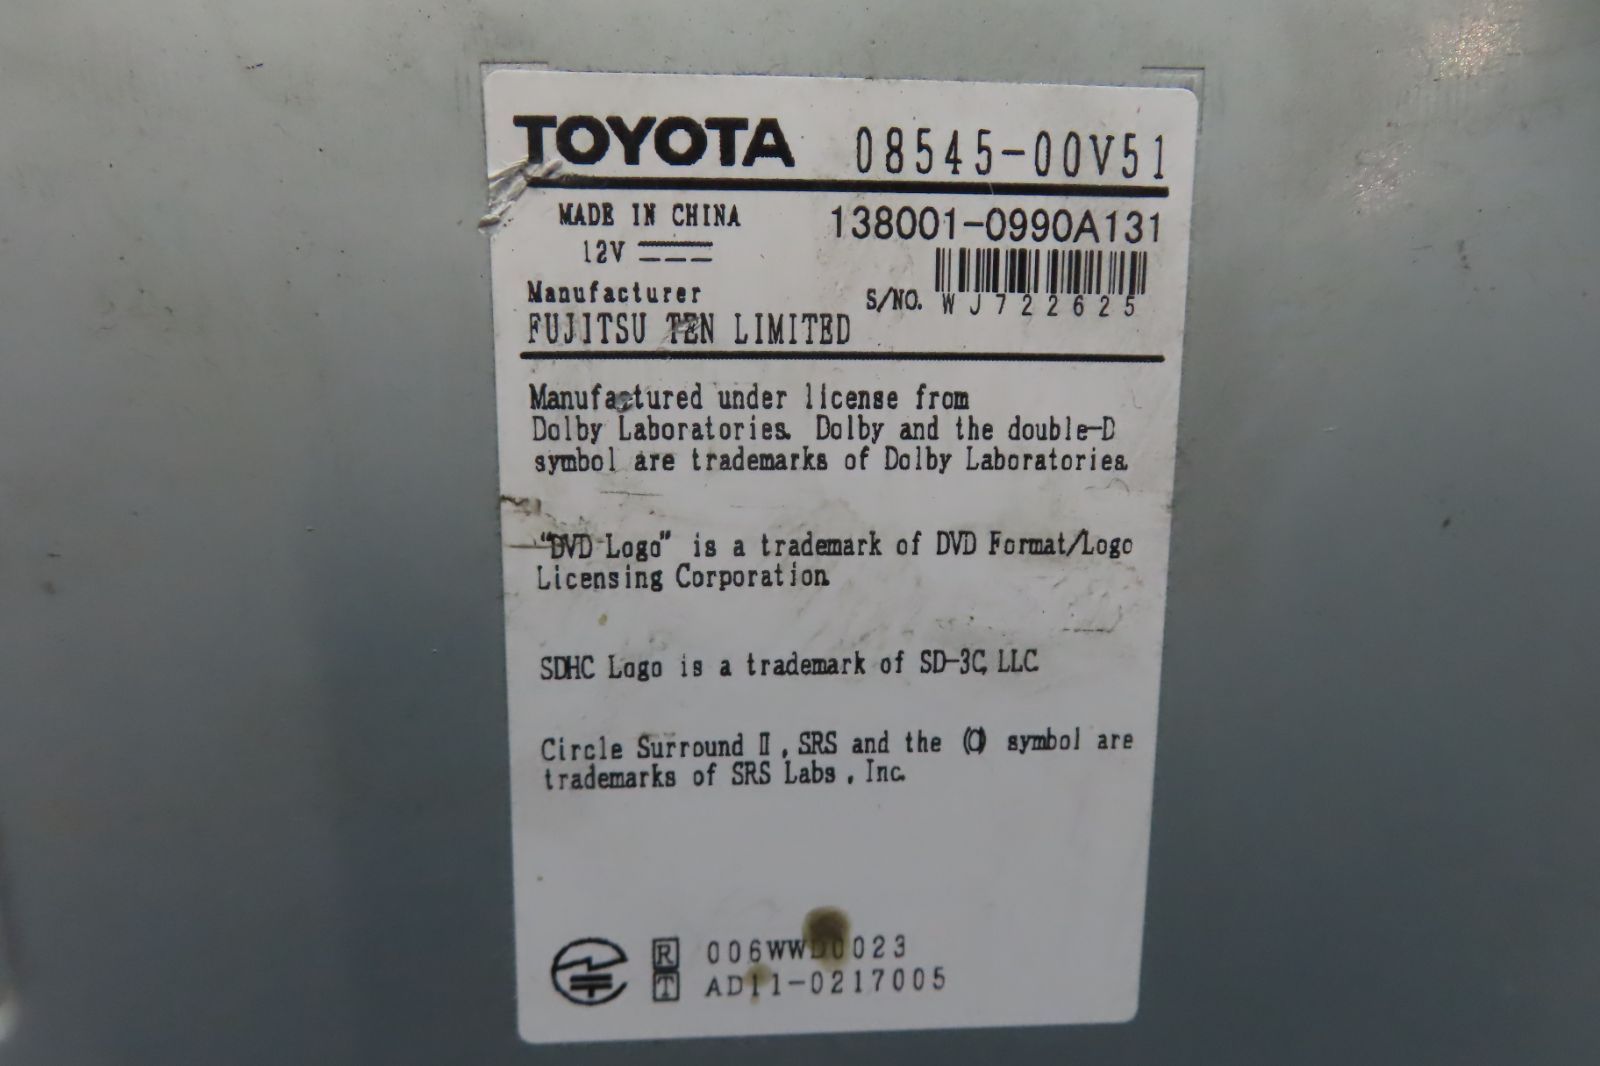 TOYOTA 08545-00V51
MADE IN CHINA 138001-0990A131
12V
S/NO. WJ722625
Manufacturer
FUJITSU TEN LIMITED
Manufactured under license from
Dolby Laboratories. Dolby and the double-D
symbol are trademarks of Dolby Laboratories.
“DVD Logo” is a trademark of DVD Format/Logo
Licensing Corporation.
SDHC Logo is a trademark of SD-3C, LLC.
Circle Surround Ⅱ, SRS and the symbol are
trademarks of SRS Labs, Inc.
R 006WWD0023
T AD11-0217005